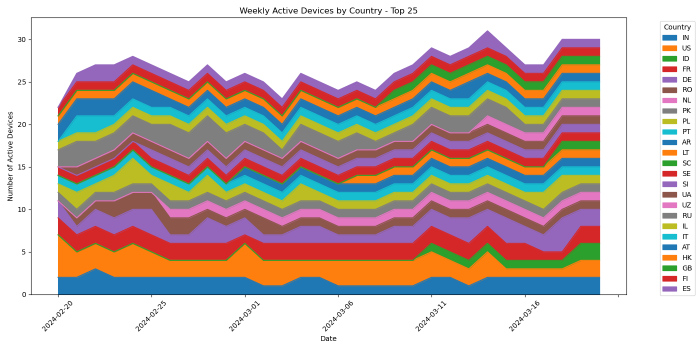 Weekly Active Devices by Country - Top 25
Number of Active Devices
30
25
20
15
10
5
0
2024-02-20
2024-02-25
2024-03-01
2024-03-06
2024-03-11
2024-03-16
Date
Country
IN
US
ID
FR
DE
RO
NL
PK
PL
PT
AR
LT
SC
SE
SI
UA
UZ
RU
IL
IT
AT
HK
GB
FI
ES